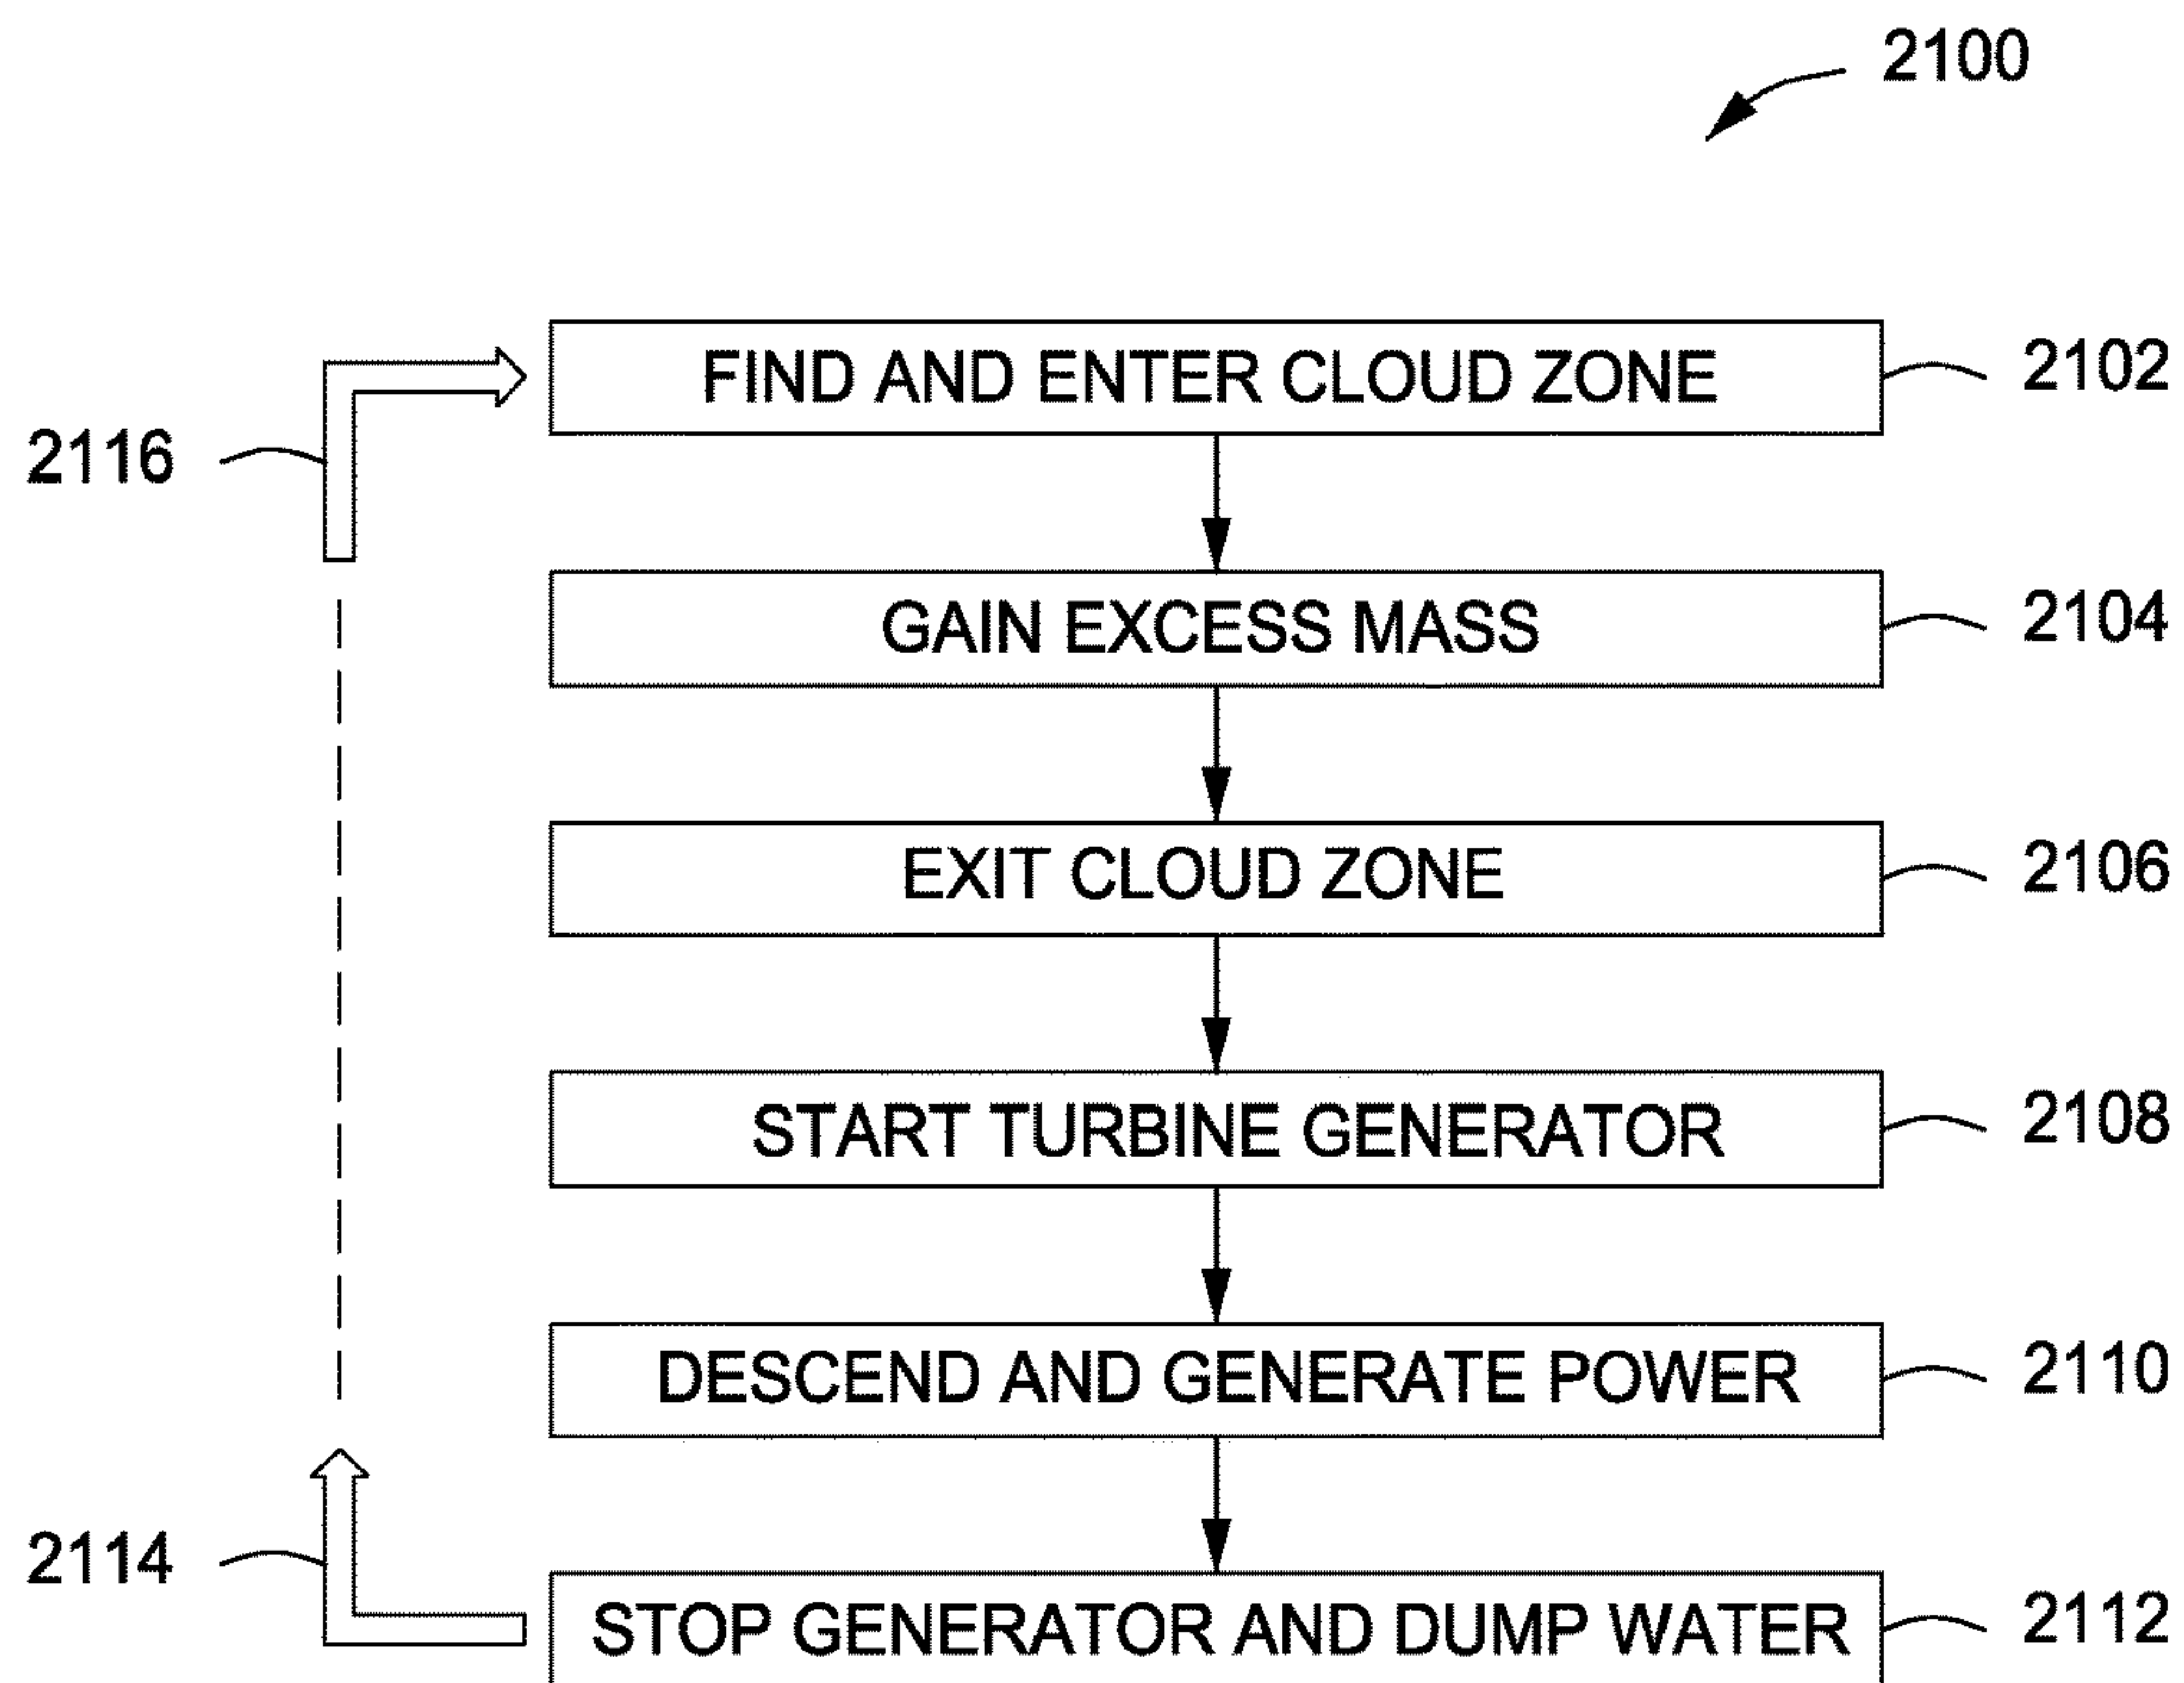 2100
FIND AND ENTER CLOUD ZONE 2102
2116
GAIN EXCESS MASS 2104
EXIT CLOUD ZONE 2106
START TURBINE GENERATOR 2108
DESCEND AND GENERATE POWER 2110
2114
STOP GENERATOR AND DUMP WATER 2112